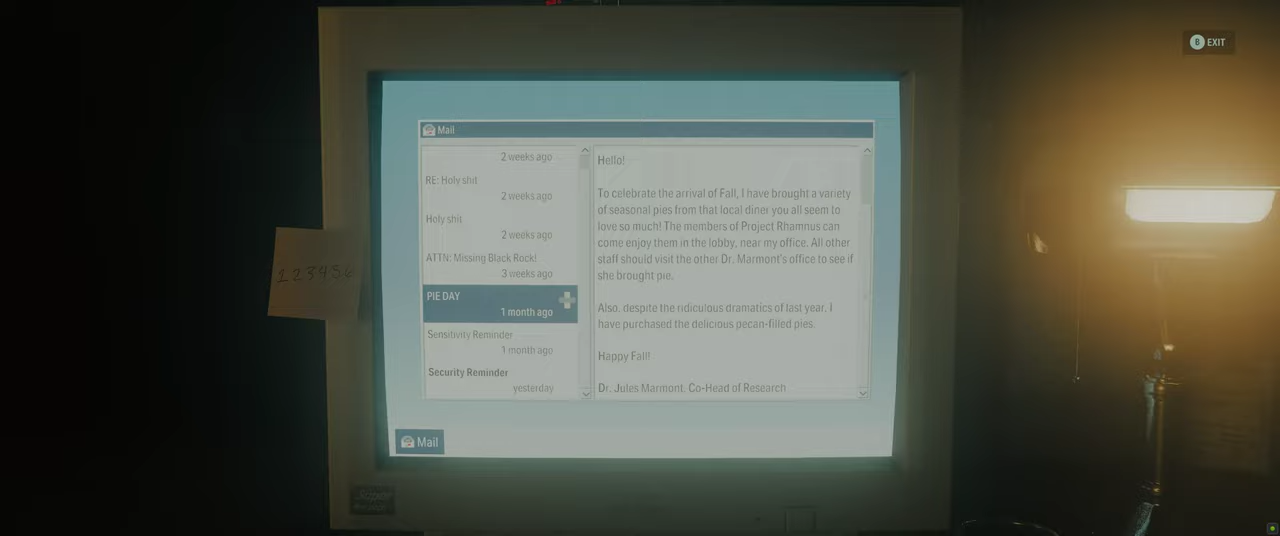 B EXIT
Mail
2 weeks ago
RE: Holy shit
2 weeks ago
Holy shit
2 weeks ago
ATTN: Missing Black Rock!
3 weeks ago
PIE DAY
1 month ago
Sensitivity Reminder
1 month ago
Security Reminder
yesterday
Hello!
To celebrate the arrival of Fall, I have brought a variety
of seasonal pies from that local diner you all seem to
love so much! The members of Project Rhamnus can
come enjoy them in the lobby, near my office. All other
staff should visit the other Dr. Marmont's office to see if
she brought pie.
Also, despite the ridiculous dramatics of last year, I
have purchased the delicious pecan-filled pies.
Happy Fall!
Dr. Jules Marmont, Co-Head of Research
Mail
123456